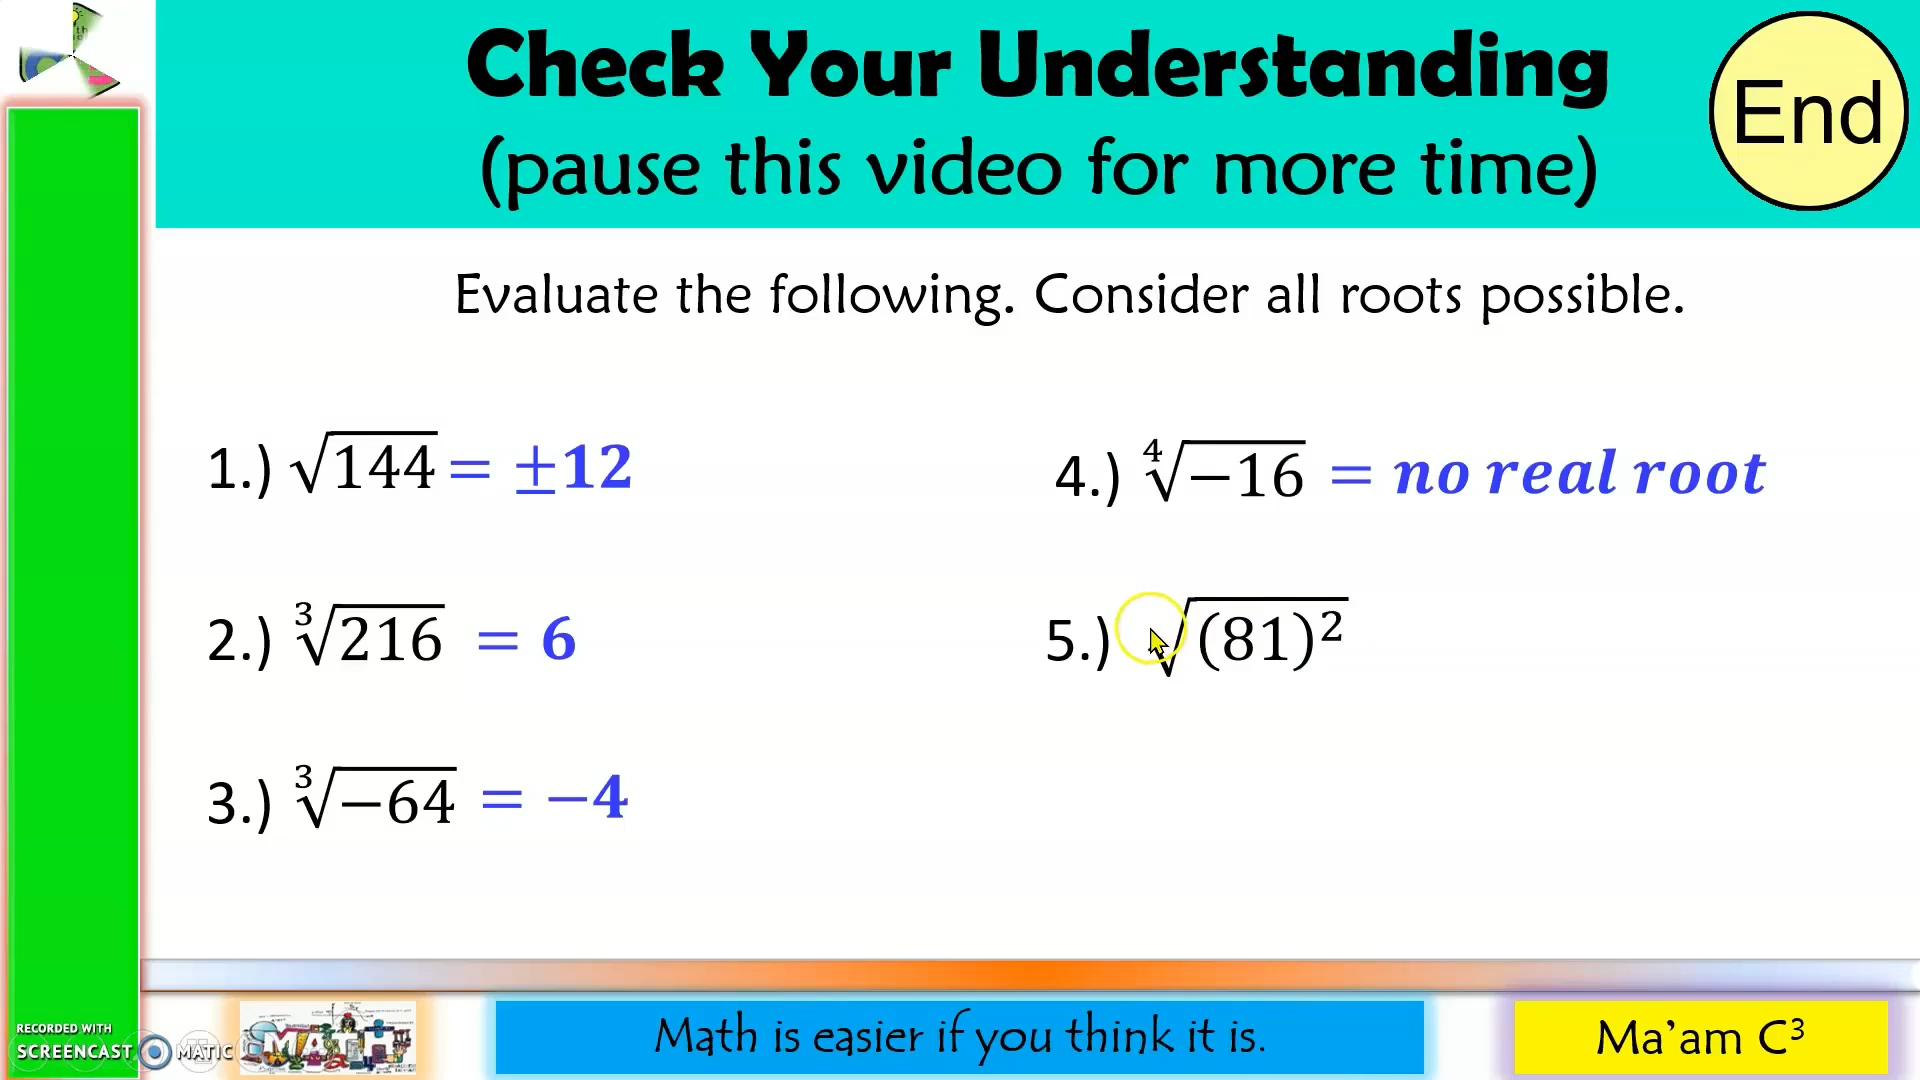 Check Your Understanding
(pause this video for more time)
End
Evaluate the following. Consider all roots possible.
1.) √144 = ±12
2.) ∛216 = 6
3.) ∛−64 = −4
4.) ∜−16 = no real root
5.) √(81)²
RECORDED WITH
SCREENCAST MATIC
MATH
Math is easier if you think it is.
Ma’am C³